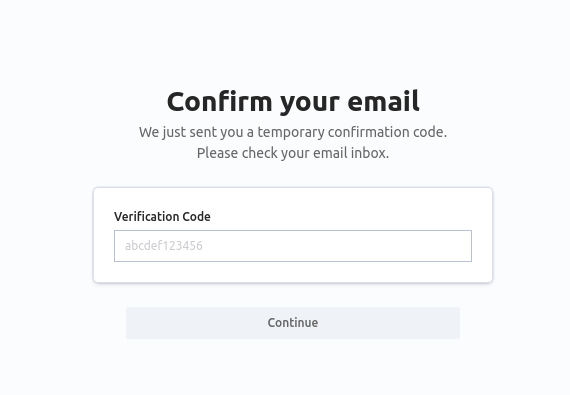 Confirm your email
We just sent you a temporary confirmation code.
Please check your email inbox.
Verification Code
abcdef123456
Continue